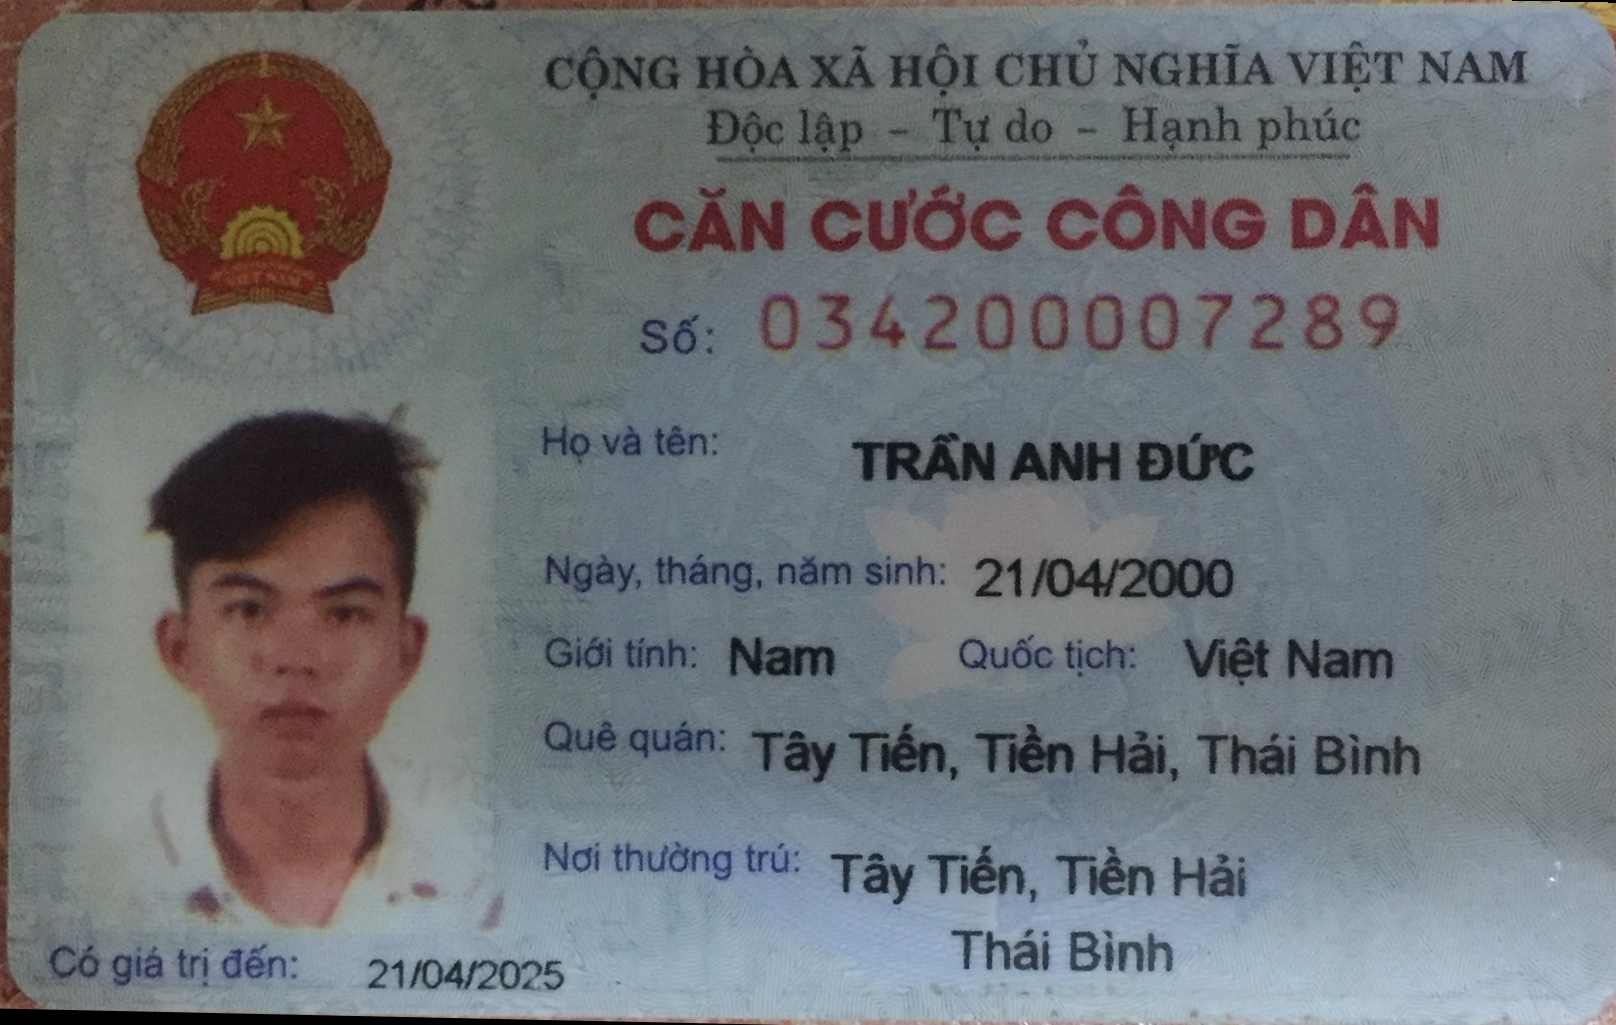 CỘNG HÒA XÃ HỘI CHỦ NGHĨA VIỆT NAM
Độc lập – Tự do – Hạnh phúc
CĂN CƯỚC CÔNG DÂN
Số: 034200007289
Họ và tên: TRẦN ANH ĐỨC
Ngày, tháng, năm sinh: 21/04/2000
Giới tính: Nam Quốc tịch: Việt Nam
Quê quán: Tây Tiến, Tiền Hải, Thái Bình
Nơi thường trú: Tây Tiến, Tiền Hải
Thái Bình
Có giá trị đến: 21/04/2025
VIỆT NAM